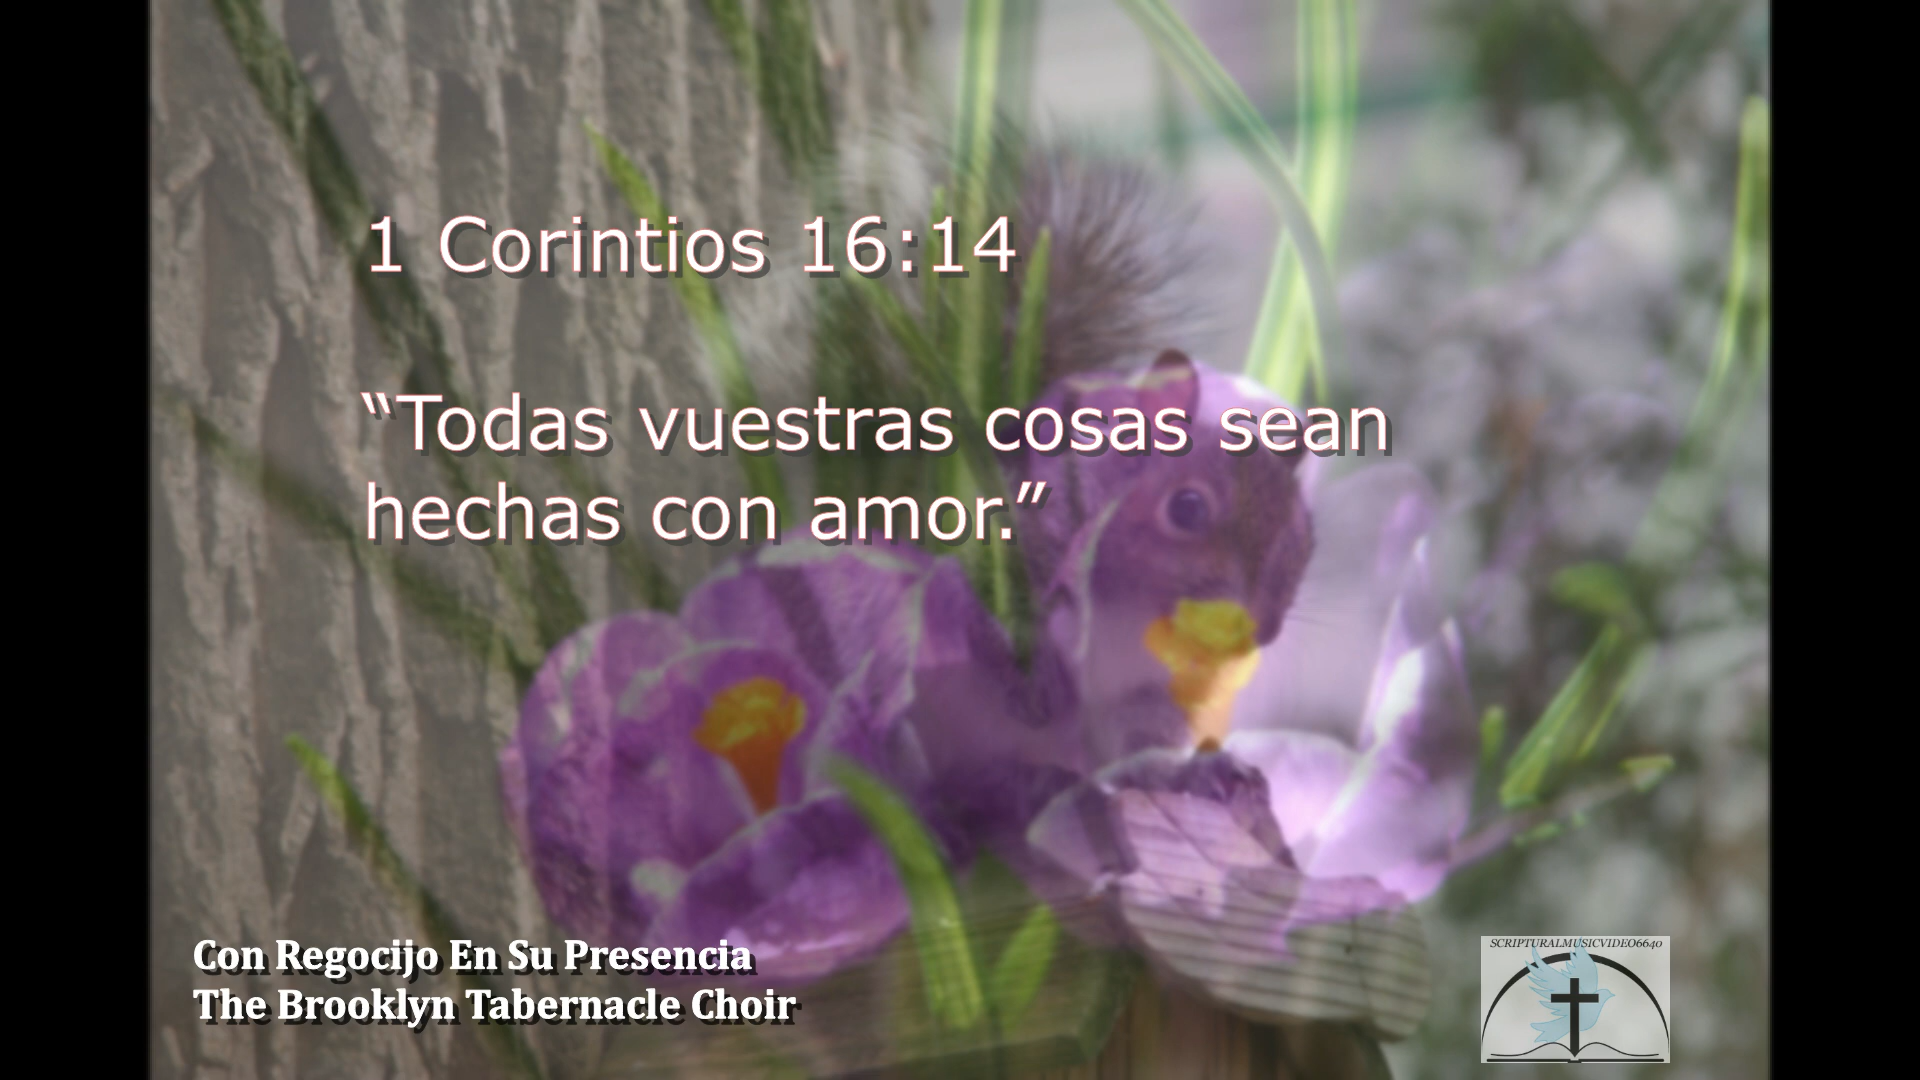 1 Corintios 16:14
“Todas vuestras cosas sean
hechas con amor.”
Con Regocijo En Su Presencia
The Brooklyn Tabernacle Choir
SCRIPTURALMUSICVIDEO6640